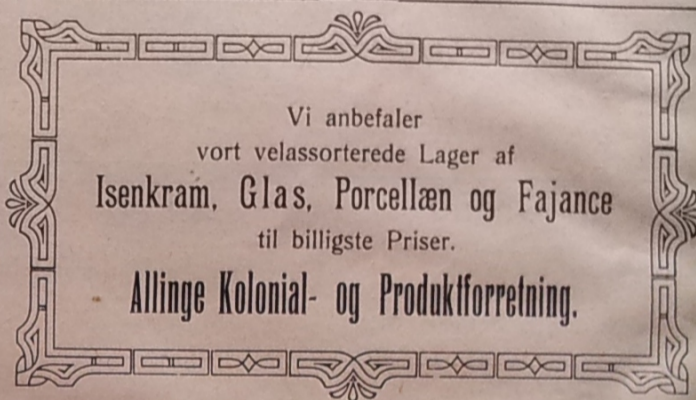 Vi anbefaler
vort velassorterede Lager af
Isenkram, Glas, Porcellæn og Fajance
til billigste Priser.
Allinge Kolonial- og Produktforretning.